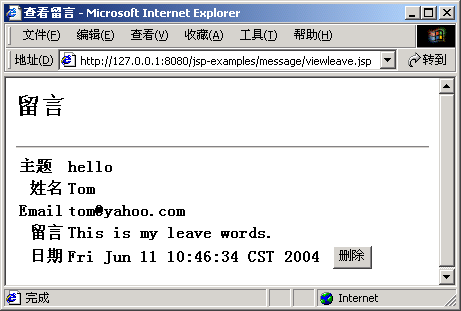 查看留言 - Microsoft Internet Explorer
文件(F) 编辑(E) 查看(V) 收藏(A) 工具(T) 帮助(H)
地址(D) http://127.0.0.1:8080/jsp-examples/message/viewleave.jsp 转到
留言
主题 hello
姓名 Tom
Email tom@yahoo.com
留言 This is my leave words.
日期 Fri Jun 11 10:46:34 CST 2004 删除
完成 Internet